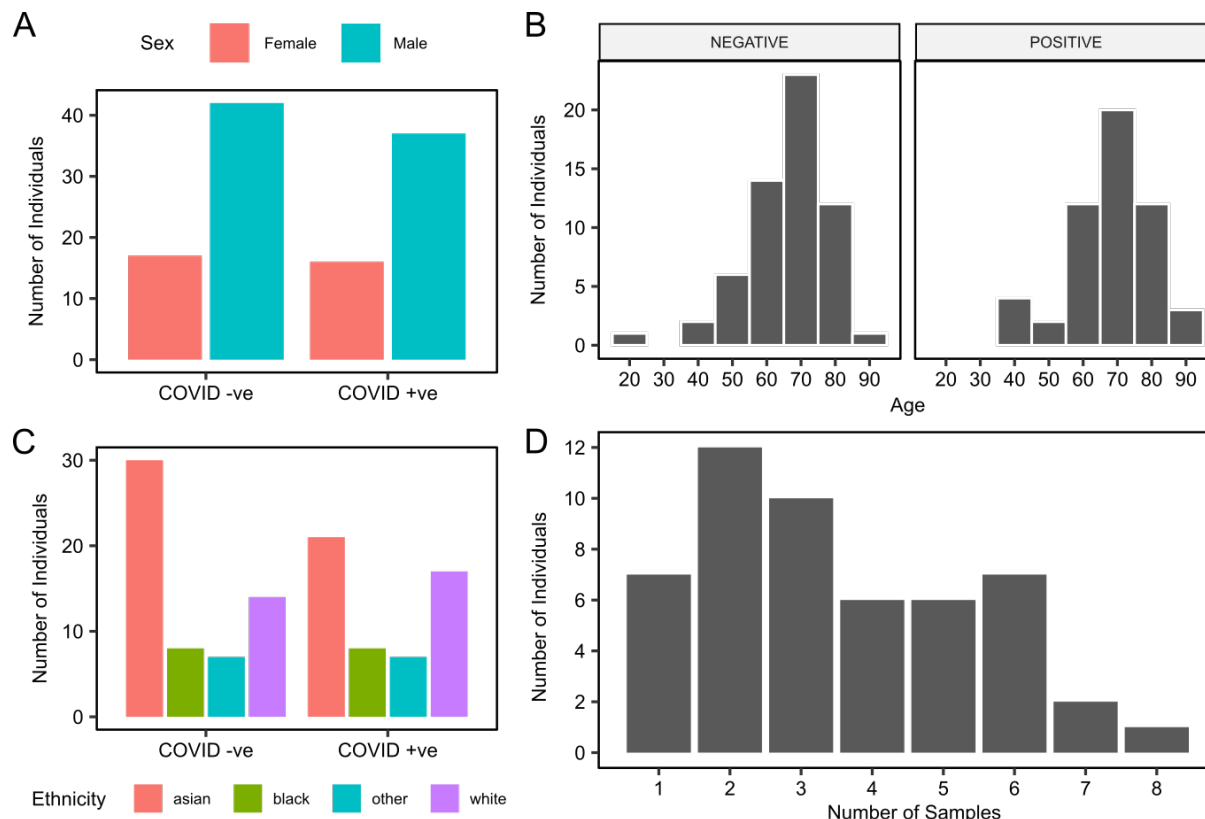 A
Sex Female Male
Number of Individuals
40
30
20
10
0
COVID -ve COVID +ve
B
NEGATIVE POSITIVE
Number of Individuals
20
15
10
5
0
20 30 40 50 60 70 80 90 20 30 40 50 60 70 80 90
Age
C
Number of Individuals
30
20
10
0
COVID -ve COVID +ve
Ethnicity asian black other white
D
Number of Individuals
12
10
8
6
4
2
0
1 2 3 4 5 6 7 8
Number of Samples